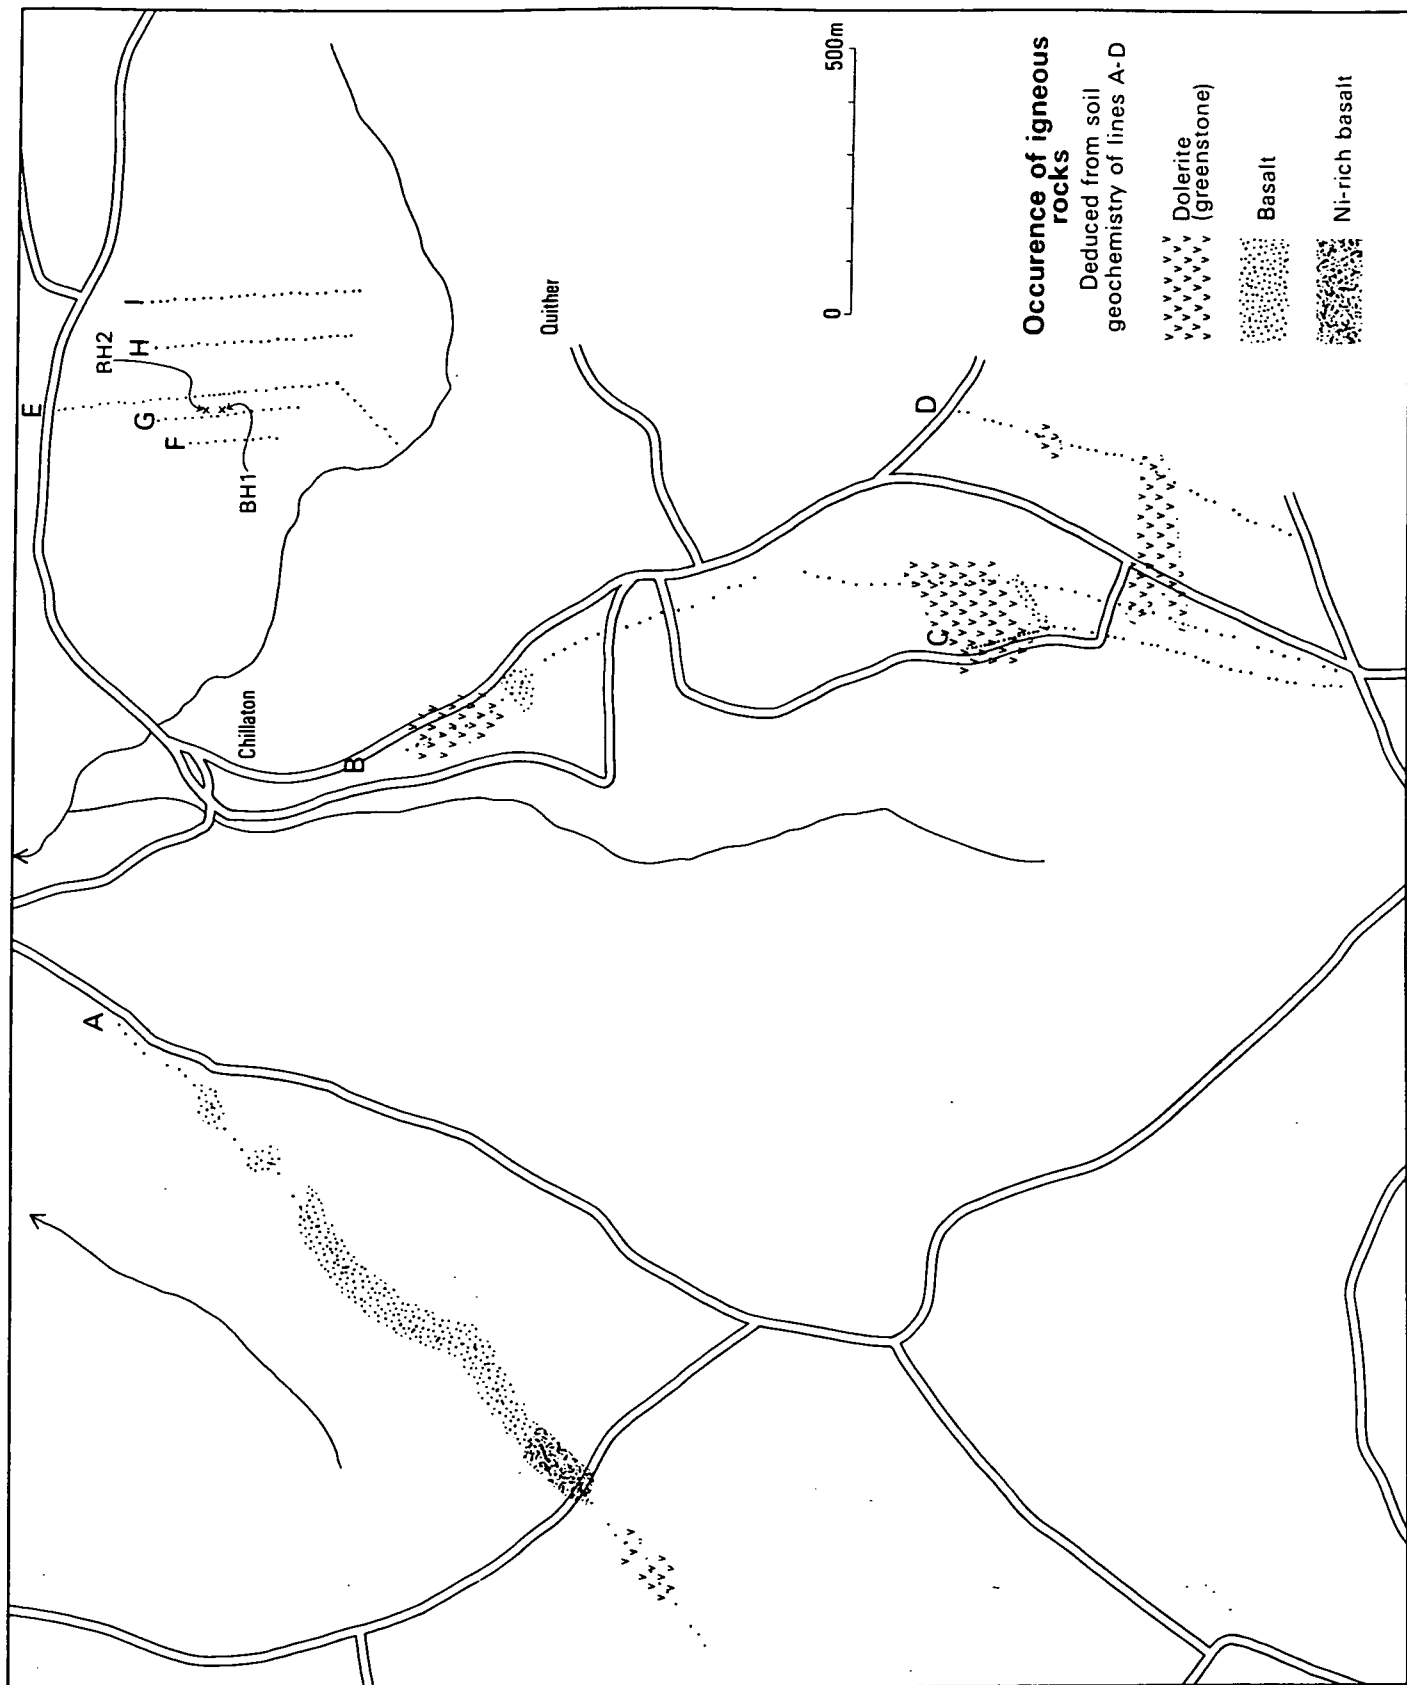 A
B
C
D
E
F
G
H
I
RH2
BH1
Chillaton
Quither
0
500m
Occurence of igneous
rocks
Deduced from soil
geochemistry of lines A-D
Dolerite
(greenstone)
Basalt
Ni-rich basalt